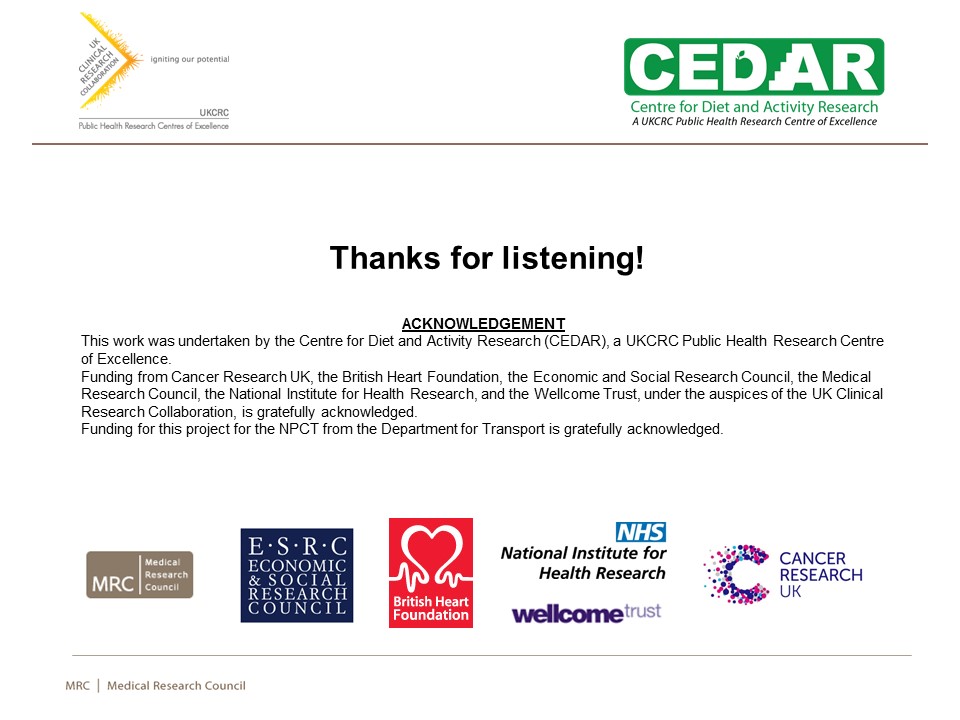 UK
CLINICAL
RESEARCH
COLLABORATION
igniting our potential
UKCRC
Public Health Research Centres of Excellence
CEDAR
Centre for Diet and Activity Research
A UKCRC Public Health Research Centre of Excellence
Thanks for listening!
ACKNOWLEDGEMENT
This work was undertaken by the Centre for Diet and Activity Research (CEDAR), a UKCRC Public Health Research Centre
of Excellence.
Funding from Cancer Research UK, the British Heart Foundation, the Economic and Social Research Council, the Medical
Research Council, the National Institute for Health Research, and the Wellcome Trust, under the auspices of the UK Clinical
Research Collaboration, is gratefully acknowledged.
Funding for this project for the NPCT from the Department for Transport is gratefully acknowledged.
MRC
Medical
Research
Council
E·S·R·C
ECONOMIC
& SOCIAL
RESEARCH
COUNCIL
British Heart
Foundation
NHS
National Institute for
Health Research
wellcometrust
CANCER
RESEARCH
UK
MRC | Medical Research Council